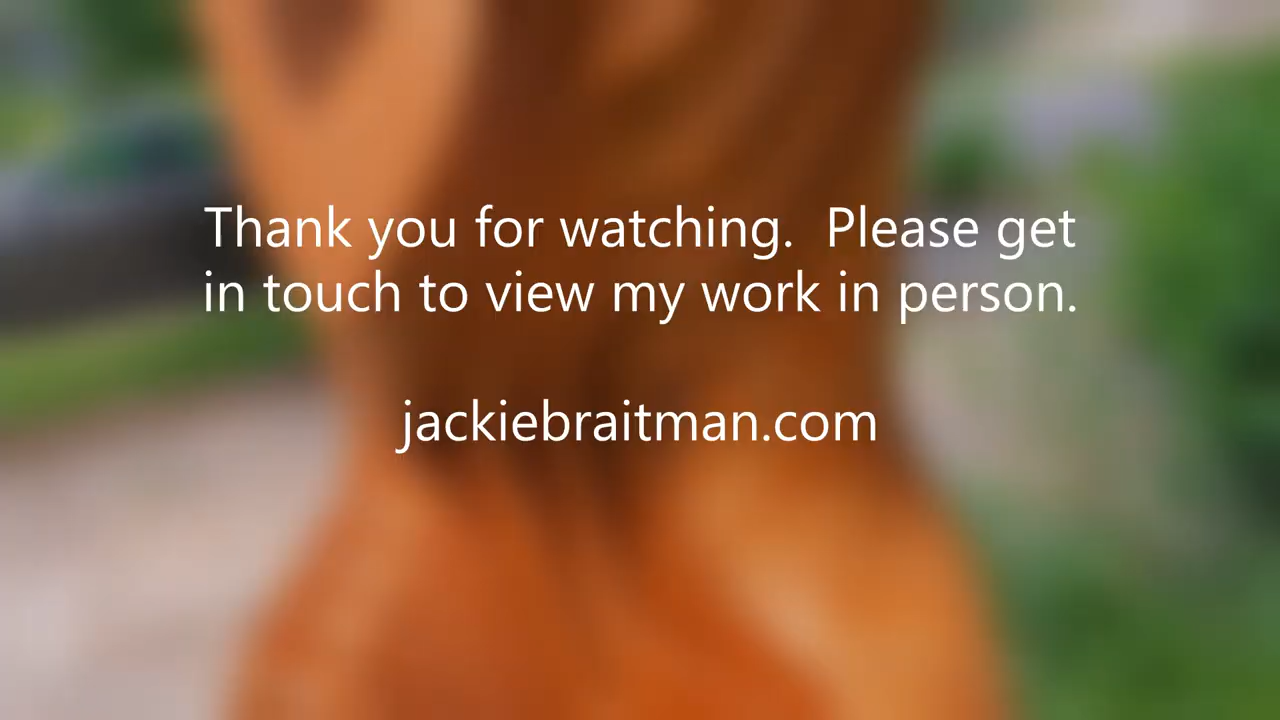 Thank you for watching.  Please get
in touch to view my work in person.
jackiebraitman.com